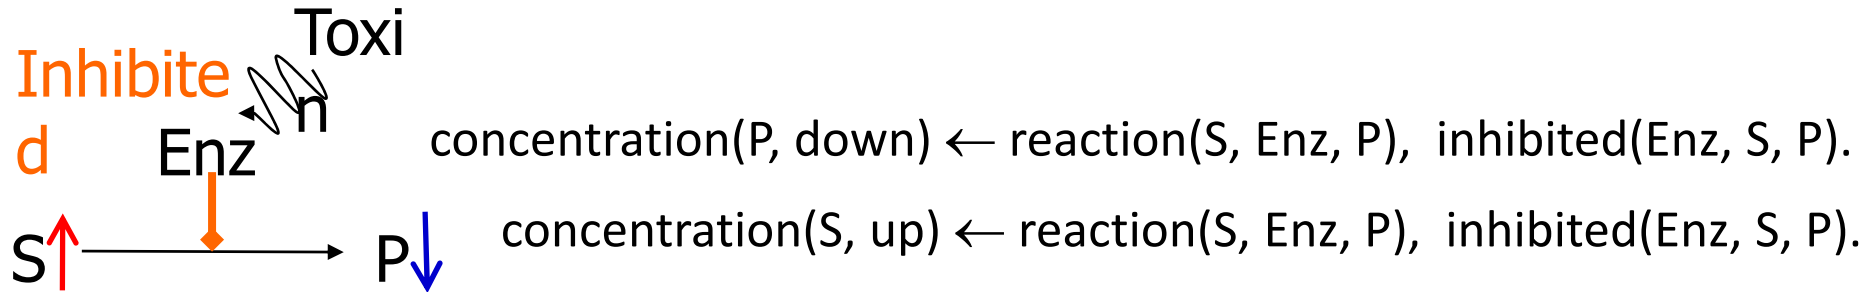 Toxi
n
Inhibite
d
Enz
S
P
concentration(P, down) ← reaction(S, Enz, P), inhibited(Enz, S, P).
concentration(S, up) ← reaction(S, Enz, P), inhibited(Enz, S, P).